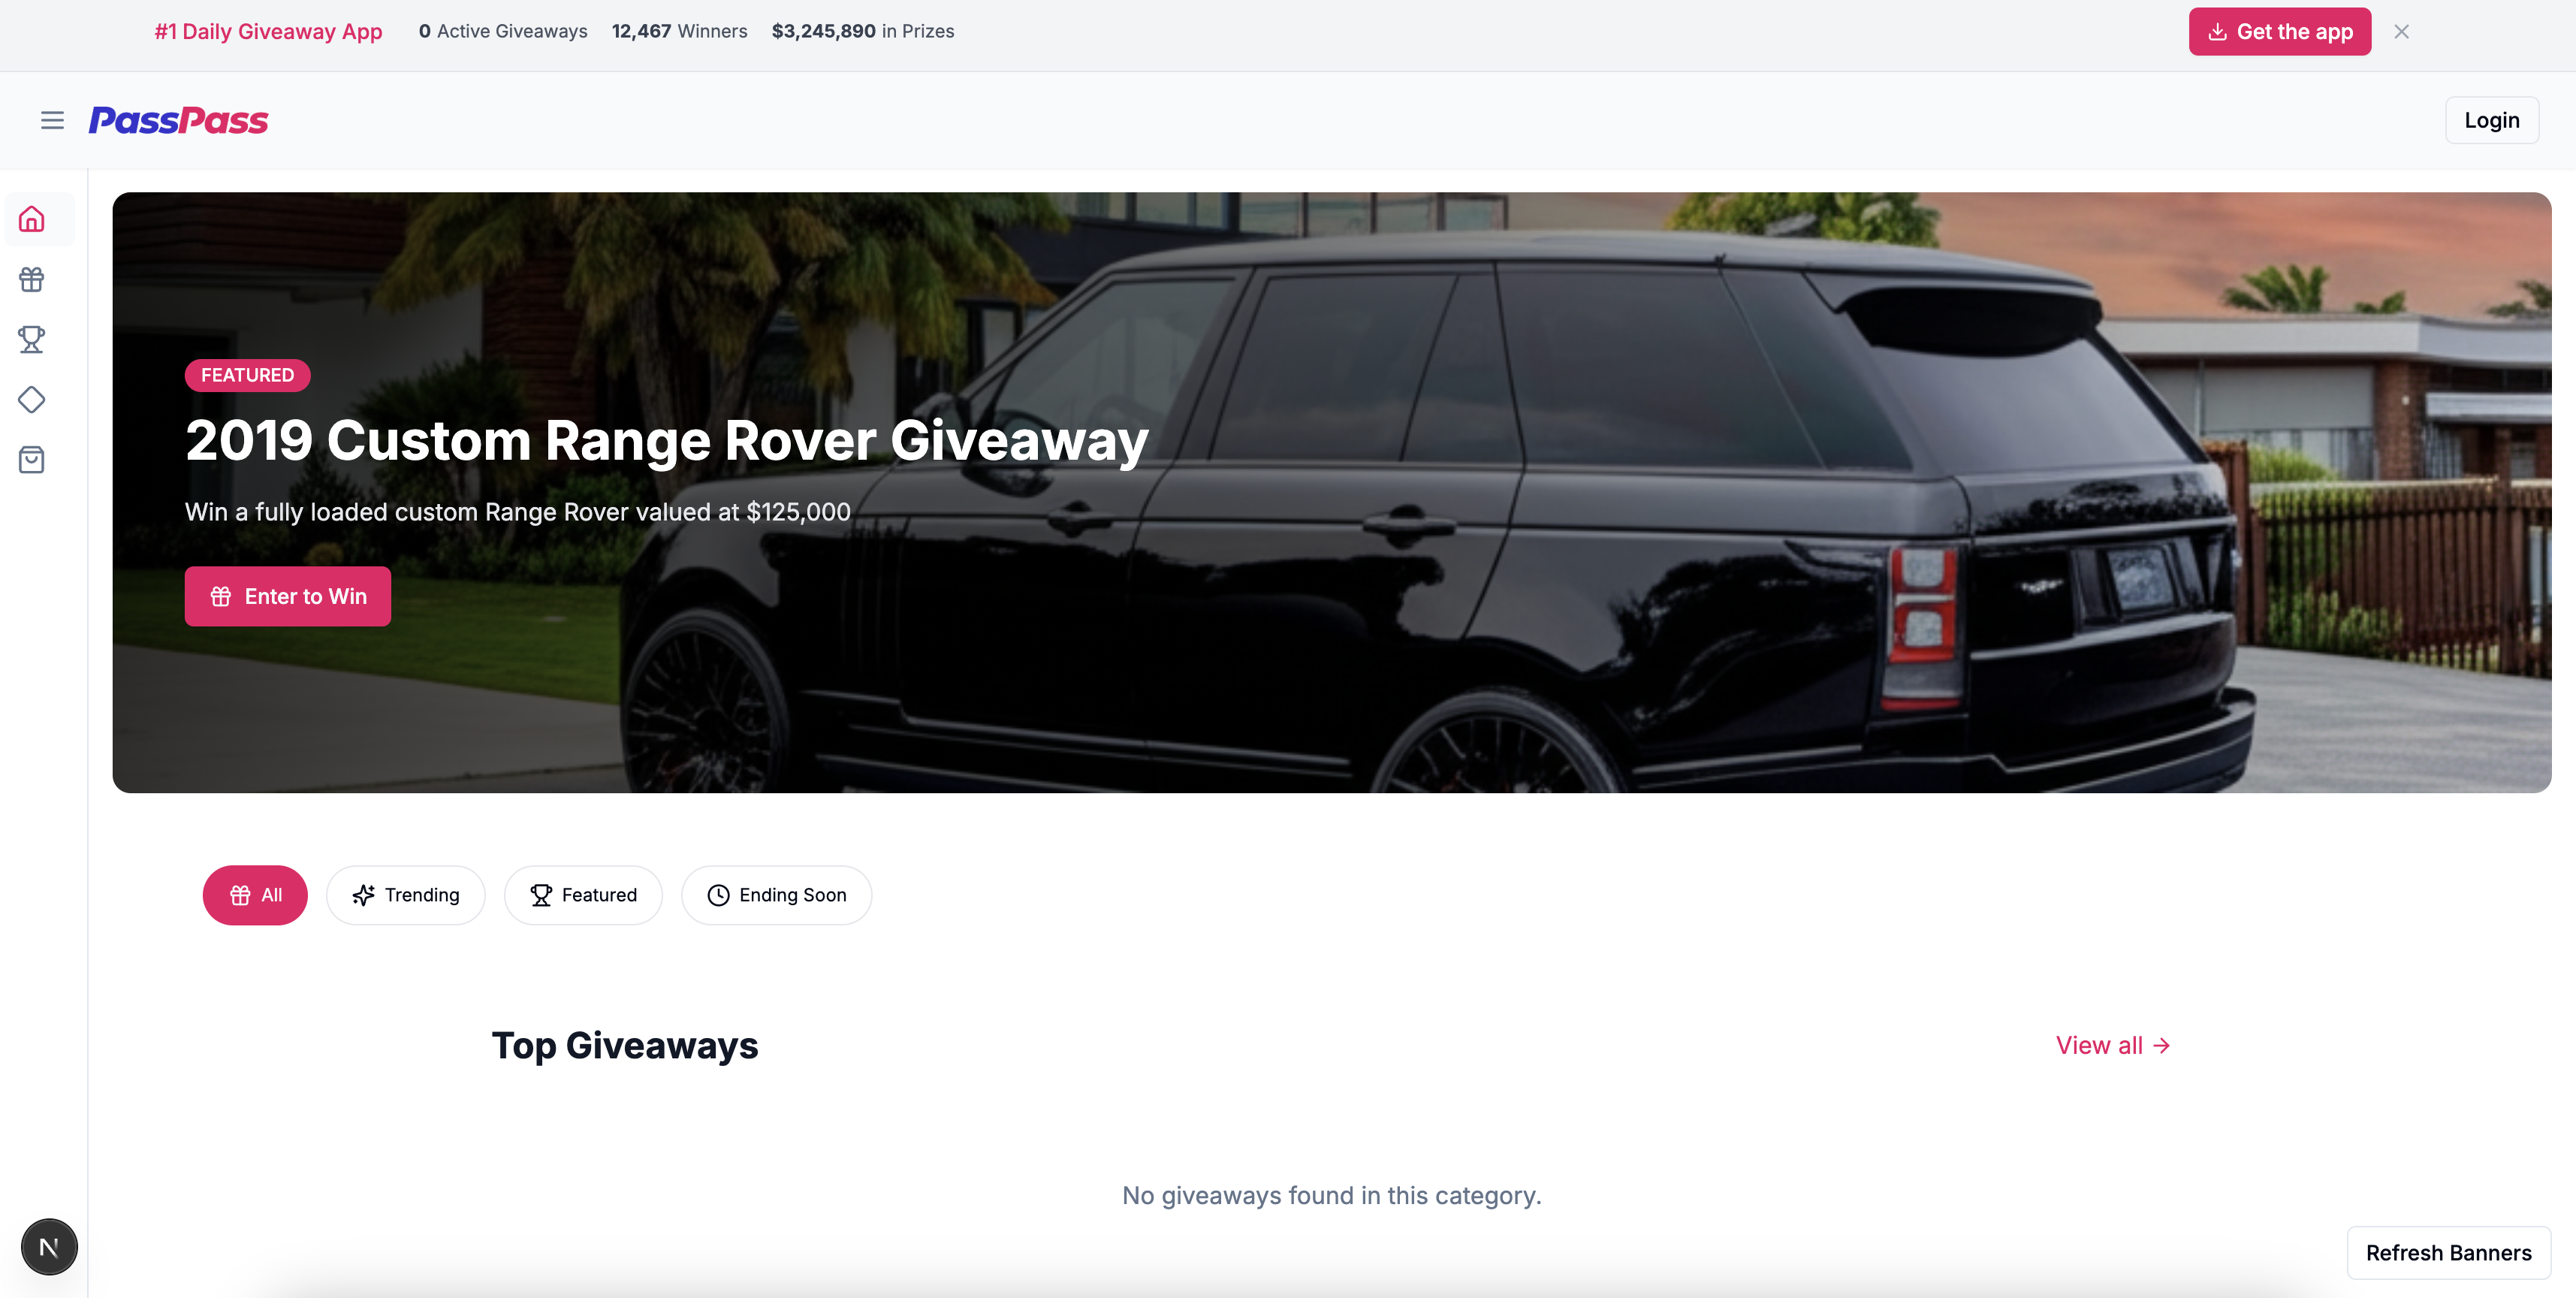 #1 Daily Giveaway App 0 Active Giveaways 12,467 Winners $3,245,890 in Prizes Get the app
PassPass Login
FEATURED
2019 Custom Range Rover Giveaway
Win a fully loaded custom Range Rover valued at $125,000
Enter to Win
All Trending Featured Ending Soon
Top Giveaways View all
No giveaways found in this category.
N
Refresh Banners